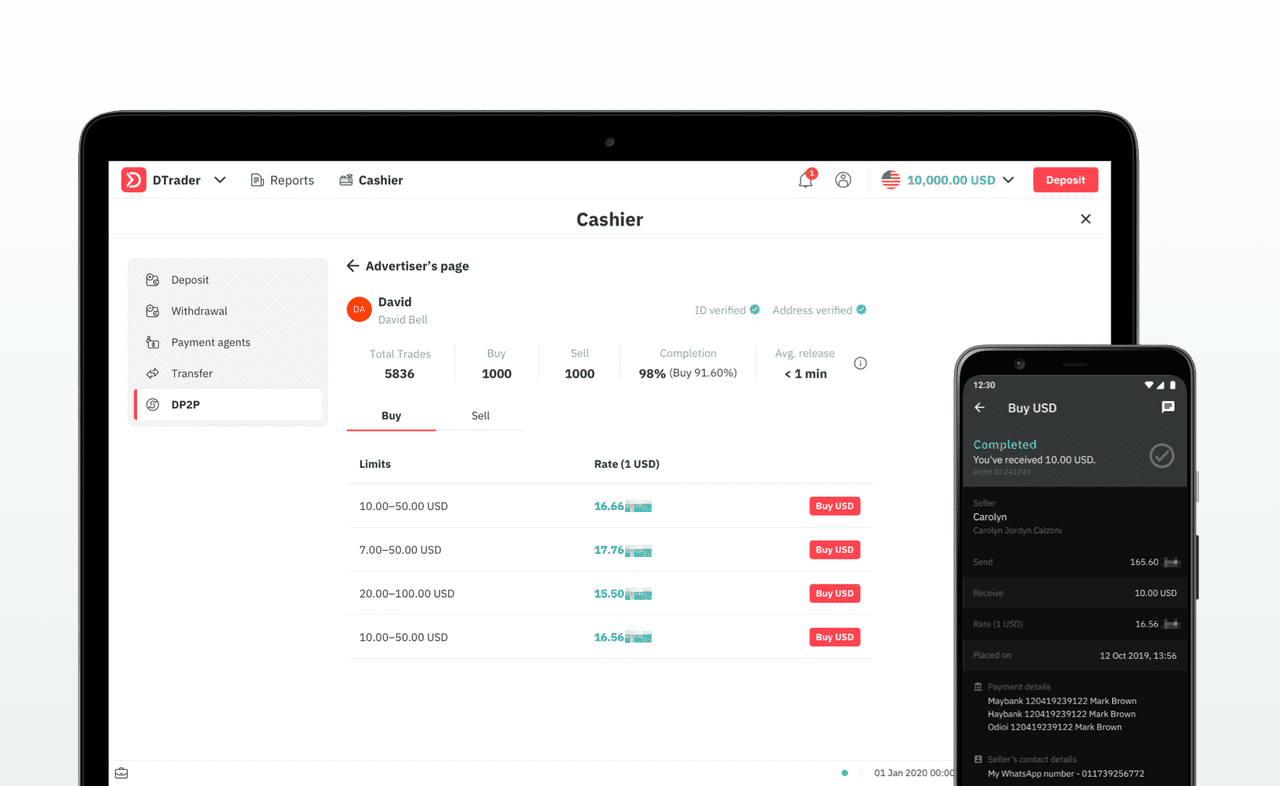 DTrader
Reports
Cashier
1
10,000.00 USD
Deposit
Cashier
Deposit
Withdrawal
Payment agents
Transfer
DP2P
Advertiser's page
DA
David
David Bell
ID verified
Address verified
Total Trades
5836
Buy
1000
Sell
1000
Completion
98% (Buy 91.60%)
Avg. release
< 1 min
Buy
Sell
Limits
Rate (1 USD)
10.00–50.00 USD
16.66
Buy USD
7.00–50.00 USD
17.76
Buy USD
20.00–100.00 USD
15.50
Buy USD
10.00–50.00 USD
16.56
Buy USD
01 Jan 2020 00:00
12:30
Buy USD
Completed
You've received 10.00 USD.
Order ID 241249
Seller
Carolyn
Carolyn Jordyn Calzoni
Send
165.60
Receive
10.00 USD
Rate (1 USD)
16.56
Placed on
12 Oct 2019, 13:56
Payment details
Maybank 120419239122 Mark Brown
Haybank 120419239122 Mark Brown
Odioi 120419239122 Mark Brown
Seller's contact details
My WhatsApp number - 011739256772